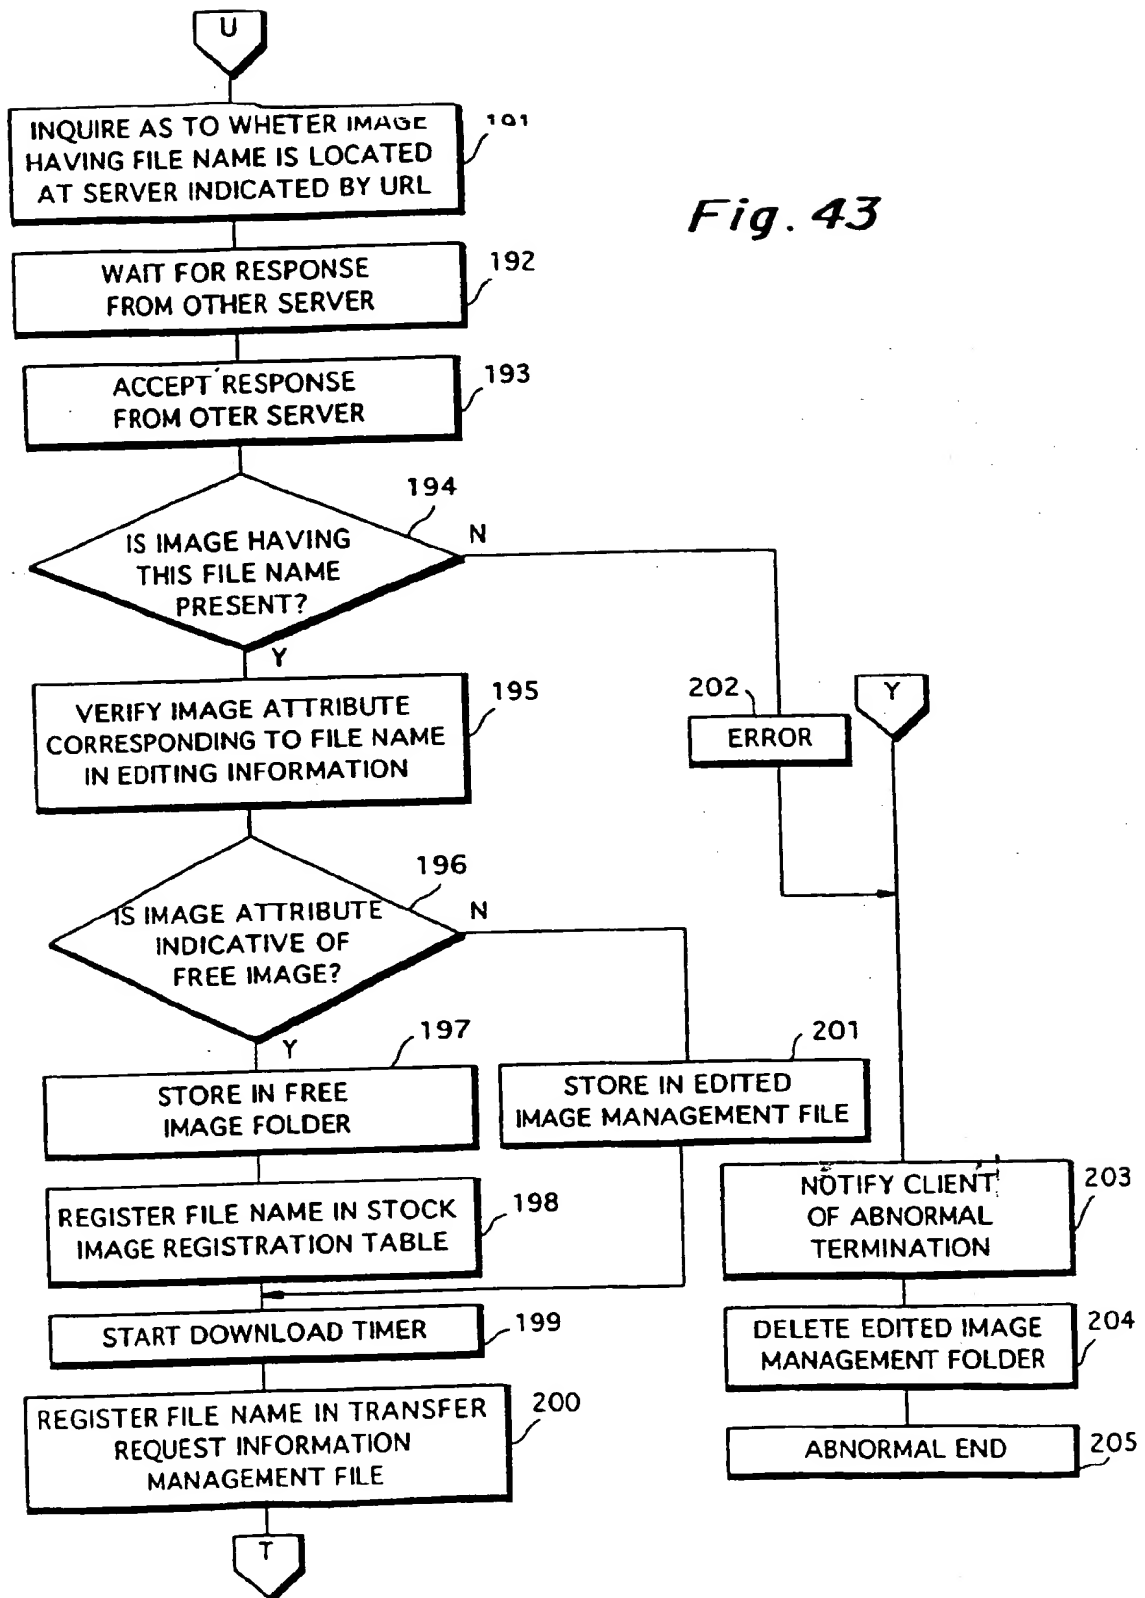 U
INQUIRE AS TO WHETER IMAGE
HAVING FILE NAME IS LOCATED
AT SERVER INDICATED BY URL
191
Fig. 43
WAIT FOR RESPONSE
FROM OTHER SERVER
192
ACCEPT RESPONSE
FROM OTER SERVER
193
194
IS IMAGE HAVING
THIS FILE NAME
PRESENT?
N
Y
VERIFY IMAGE ATTRIBUTE
CORRESPONDING TO FILE NAME
IN EDITING INFORMATION
195
202
ERROR
Y
196
IS IMAGE ATTRIBUTE
INDICATIVE OF
FREE IMAGE?
N
Y
197
STORE IN FREE
IMAGE FOLDER
201
STORE IN EDITED
IMAGE MANAGEMENT FILE
REGISTER FILE NAME IN STOCK
IMAGE REGISTRATION TABLE
198
NOTIFY CLIENT
OF ABNORMAL
TERMINATION
203
START DOWNLOAD TIMER
199
DELETE EDITED IMAGE
MANAGEMENT FOLDER
204
REGISTER FILE NAME IN TRANSFER
REQUEST INFORMATION
MANAGEMENT FILE
200
ABNORMAL END
205
T